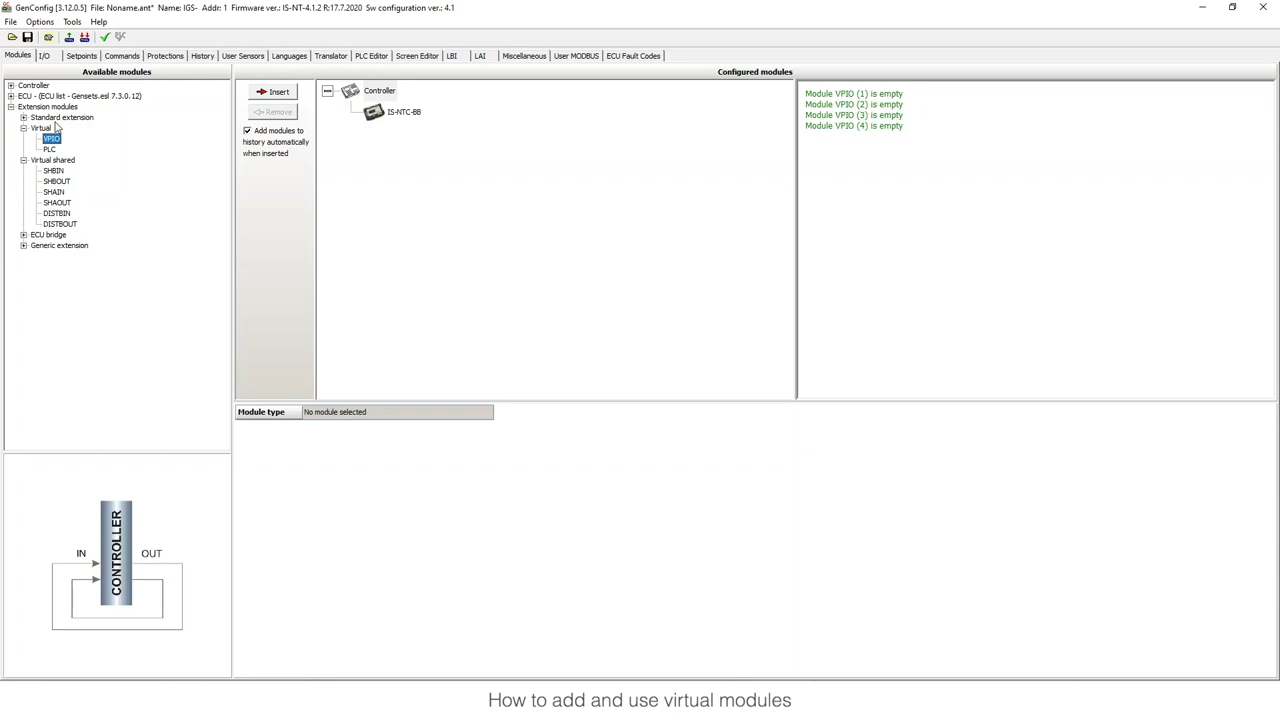 GenConfig [3.12.0.5] File: Noname.ant* Name: IGS- Addr: 1 Firmware ver.: IS-NT-4.1.2 R:17.7.2020 Sw configuration ver.: 4.1
File Options Tools Help
Modules I/O Setpoints Commands Protections History User Sensors Languages Translator PLC Editor Screen Editor LBI LAI Miscellaneous User MODBUS ECU Fault Codes
Available modules
Controller
ECU - (ECU list - Gensets.esl 7.3.0.12)
Extension modules
Standard extension
Virtual
VPIO
PLC
Virtual shared
SHBIN
SHBOUT
SHAIN
SHAOUT
DISTBIN
DISTBOUT
ECU bridge
Generic extension
IN OUT
CONTROLLER
Configured modules
Insert
Remove
Add modules to
history automatically
when inserted
Controller
IS-NTC-BB
Module VPIO (1) is empty
Module VPIO (2) is empty
Module VPIO (3) is empty
Module VPIO (4) is empty
Module type No module selected
How to add and use virtual modules